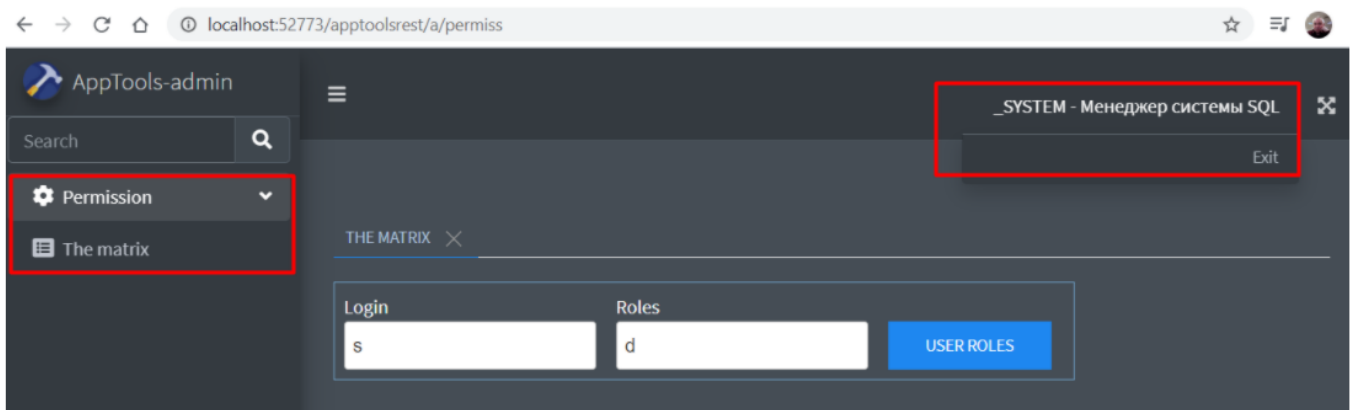 localhost:52773/apptoolsrest/a/permiss
AppTools-admin
_SYSTEM - Менеджер системы SQL
Search
Exit
Permission
The matrix
THE MATRIX
Login
Roles
s
d
USER ROLES